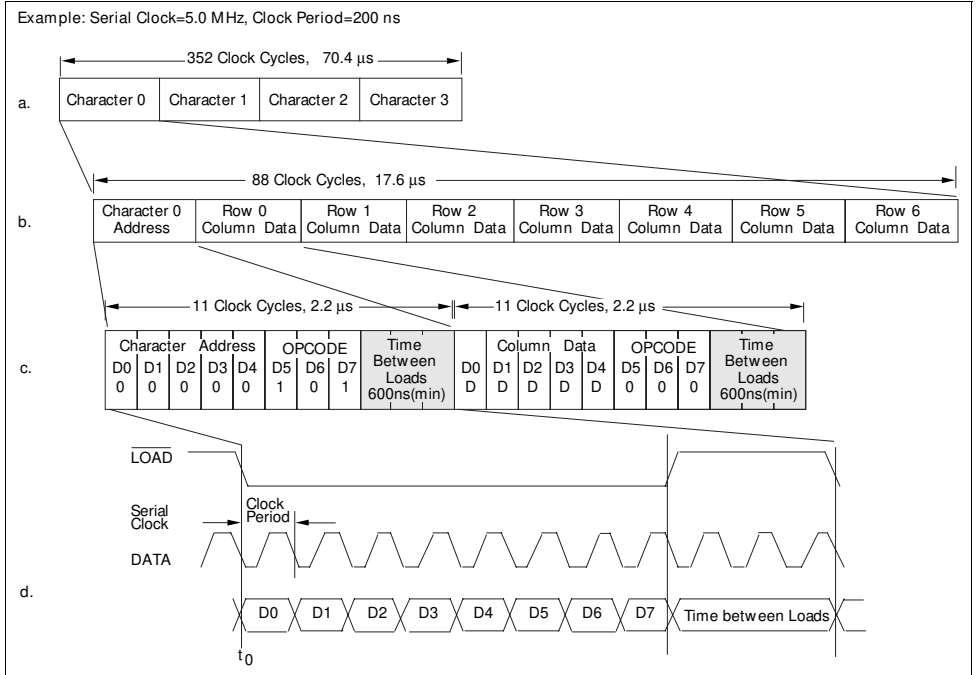 Example: Serial Clock=5.0 MHz, Clock Period=200 ns
352 Clock Cycles, 70.4 µs
a.
Character 0 Character 1 Character 2 Character 3
88 Clock Cycles, 17.6 µs
b.
Character 0 Address
Row 0 Column Data
Row 1 Column Data
Row 2 Column Data
Row 3 Column Data
Row 4 Column Data
Row 5 Column Data
Row 6 Column Data
11 Clock Cycles, 2.2 µs 11 Clock Cycles, 2.2 µs
c.
Character Address OPCODE
D0 D1 D2 D3 D4 D5 D6 D7
0 0 0 0 0 1 0 1
Time
Between
Loads
600ns(min)
Column Data OPCODE
D0 D1 D2 D3 D4 D5 D6 D7
D D D D D 0 0 0
Time
Between
Loads
600ns(min)
LOAD
Serial
Clock
Clock
Period
DATA
d.
D0 D1 D2 D3 D4 D5 D6 D7 Time between Loads
t0